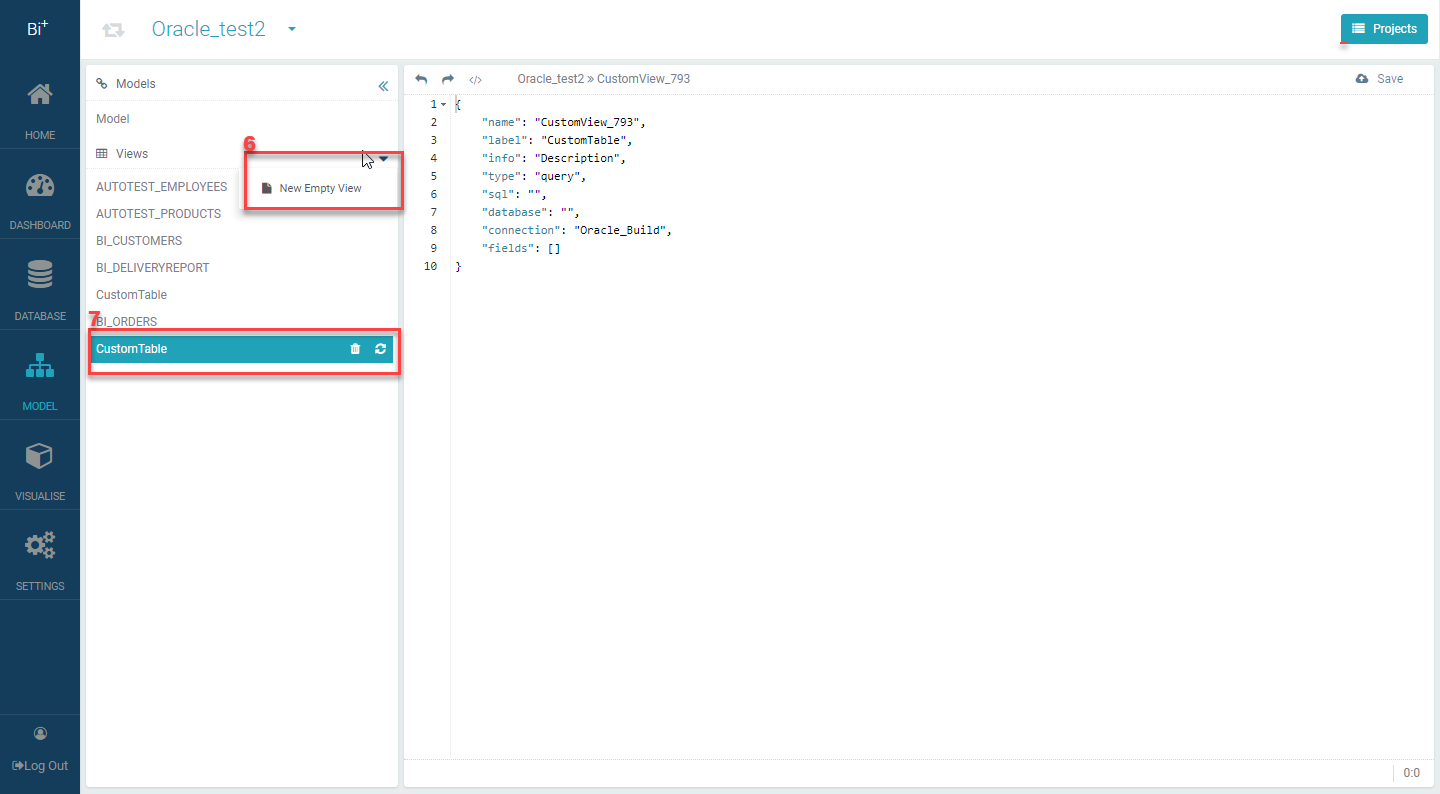 Bi+
Oracle_test2
Projects
HOME
DASHBOARD
DATABASE
MODEL
VISUALISE
SETTINGS
Log Out
Models
Model
Views
6
New Empty View
AUTOTEST_EMPLOYEES
AUTOTEST_PRODUCTS
BI_CUSTOMERS
BI_DELIVERYREPORT
CustomTable
7
BI_ORDERS
CustomTable
</> Oracle_test2 » CustomView_793 Save
1 {
2 "name": "CustomView_793",
3 "label": "CustomTable",
4 "info": "Description",
5 "type": "query",
6 "sql": "",
7 "database": "",
8 "connection": "Oracle_Build",
9 "fields": []
10 }
0:0